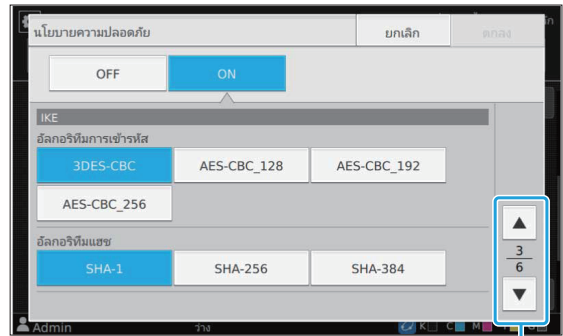 นโยบายความปลอดภัย ยกเลิก ตกลง
OFF ON
IKE
อัลกอริทึมการเข้ารหัส
3DES-CBC AES-CBC_128 AES-CBC_192
AES-CBC_256
อัลกอริทึมแฮช
SHA-1 SHA-256 SHA-384
3
6
Admin ว่าง K C M